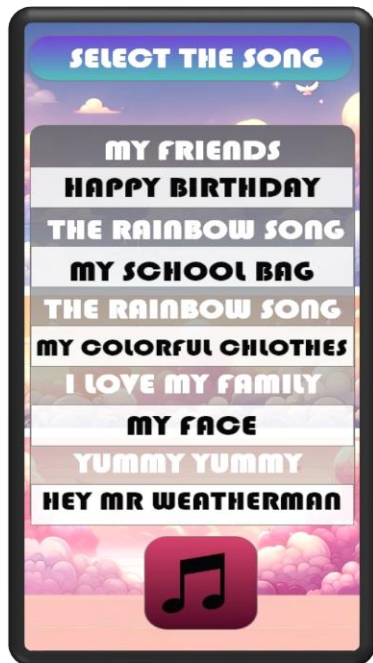 SELECT THE SONG
MY FRIENDS
HAPPY BIRTHDAY
THE RAINBOW SONG
MY SCHOOL BAG
THE RAINBOW SONG
MY COLORFUL CHLOTHES
I LOVE MY FAMILY
MY FACE
YUMMY YUMMY
HEY MR WEATHERMAN